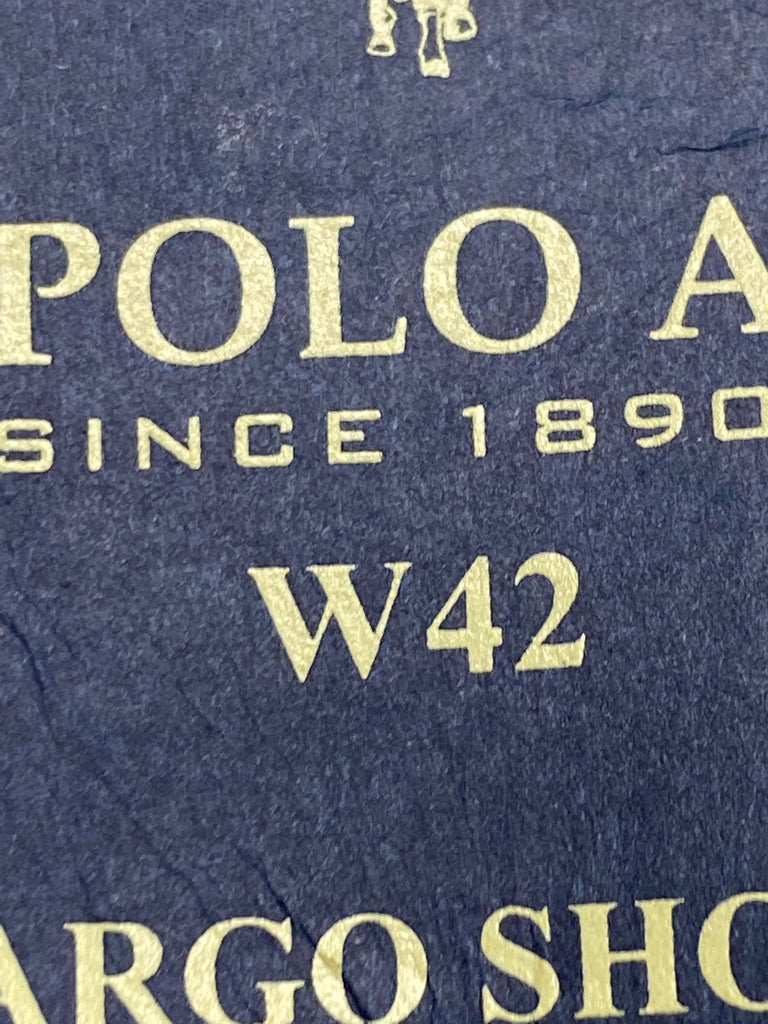 POLO A
SINCE 1890
W42
ARGO SHO